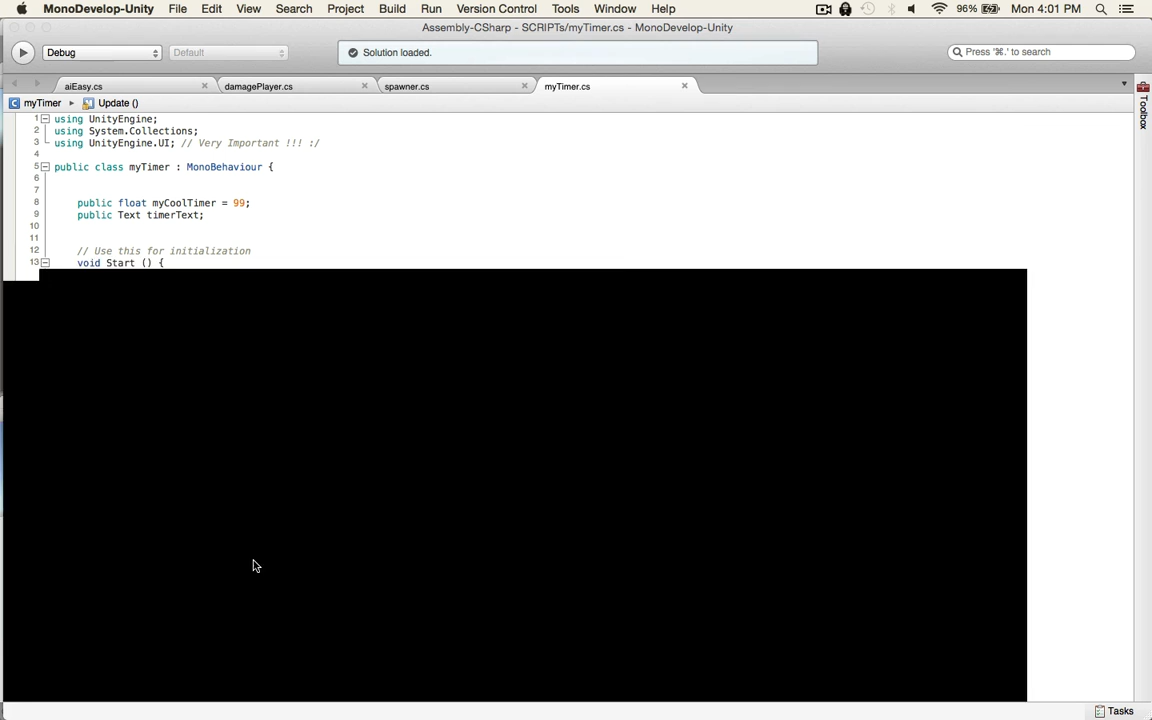 MonoDevelop-Unity File Edit View Search Project Build Run Version Control Tools Window Help 96% Mon 4:01 PM
Assembly-CSharp - SCRIPTs/myTimer.cs - MonoDevelop-Unity
Debug Default Solution loaded. Press '⌘.' to search
aiEasy.cs damagePlayer.cs spawner.cs myTimer.cs
myTimer Update ()
Toolbox
1 using UnityEngine;
2 using System.Collections;
3 using UnityEngine.UI; // Very Important !!! :/
4
5 public class myTimer : MonoBehaviour {
6
7
8 public float myCoolTimer = 99;
9 public Text timerText;
10
11
12 // Use this for initialization
13 void Start () {
Tasks